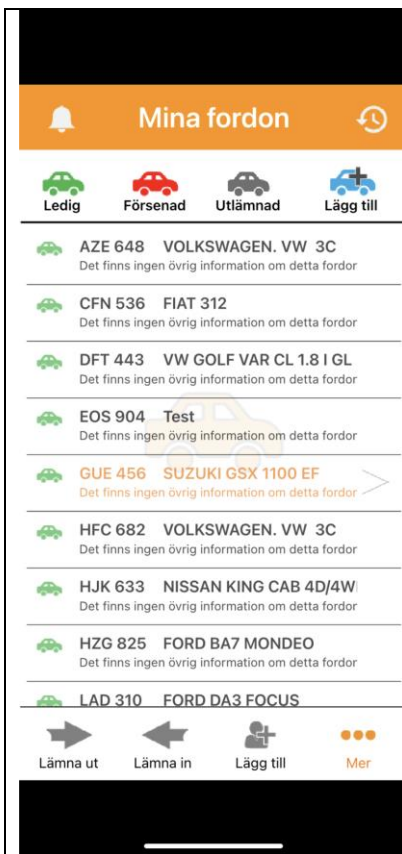 Mina fordon
Ledig Försenad Utlämnad Lägg till
AZE 648 VOLKSWAGEN. VW 3C
Det finns ingen övrig information om detta fordor
CFN 536 FIAT 312
Det finns ingen övrig information om detta fordor
DFT 443 VW GOLF VAR CL 1.8 I GL
Det finns ingen övrig information om detta fordor
EOS 904 Test
Det finns ingen övrig information om detta fordor
GUE 456 SUZUKI GSX 1100 EF
Det finns ingen övrig information om detta fordor
HFC 682 VOLKSWAGEN. VW 3C
Det finns ingen övrig information om detta fordor
HJK 633 NISSAN KING CAB 4D/4W
Det finns ingen övrig information om detta fordor
HZG 825 FORD BA7 MONDEO
Det finns ingen övrig information om detta fordor
LAD 310 FORD DA3 FOCUS
Lämna ut Lämna in Lägg till Mer